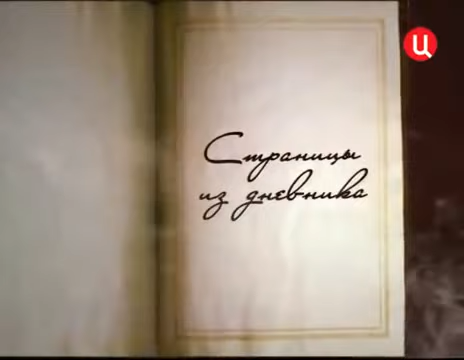 Ц
Страницы
из дневника